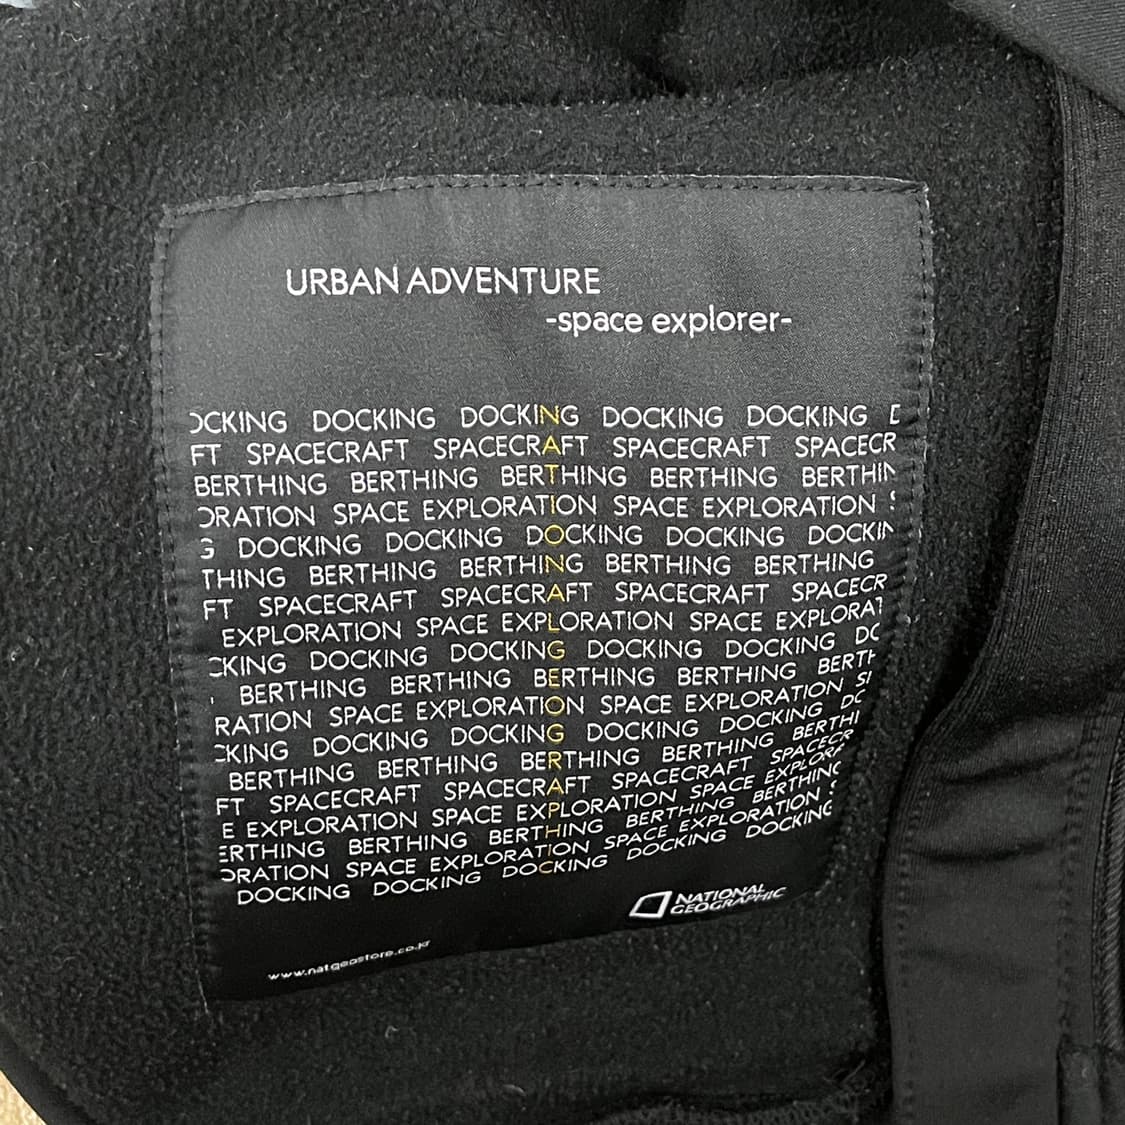 URBAN ADVENTURE
-space explorer-
OCKING DOCKING DOCKING DOCKING DOCKING D
FT SPACECRAFT SPACECRAFT SPACECRAFT SPACECR
BERTHING BERTHING BERTHING BERTHING BERTHIN
ORATION SPACE EXPLORATION SPACE EXPLORATION S
G DOCKING DOCKING DOCKING DOCKING DOCKIN
THING BERTHING BERTHING BERTHING BERTHING
FT SPACECRAFT SPACECRAFT SPACECRAFT SPACECR
EXPLORATION SPACE EXPLORATION SPACE EXPLORAT
CKING DOCKING DOCKING DOCKING DOCKING DC
BERTHING BERTHING BERTHING BERTHING BERTH
RATION SPACE EXPLORATION SPACE EXPLORATION SI
CKING DOCKING DOCKING DOCKING DOCKING DC
BERTHING BERTHING BERTHING BERTHING BERTHI
FT SPACECRAFT SPACECRAFT SPACECRAFT SPACECR
E EXPLORATION SPACE EXPLORATION SPACE EXPLORA
ERTHING BERTHING BERTHING BERTHING BERTHING
ORATION SPACE EXPLORATION SPACE EXPLORATION S
DOCKING DOCKING DOCKING DOCKING DOCKING
NATIONAL
GEOGRAPHIC
www.natgeostore.co.kr